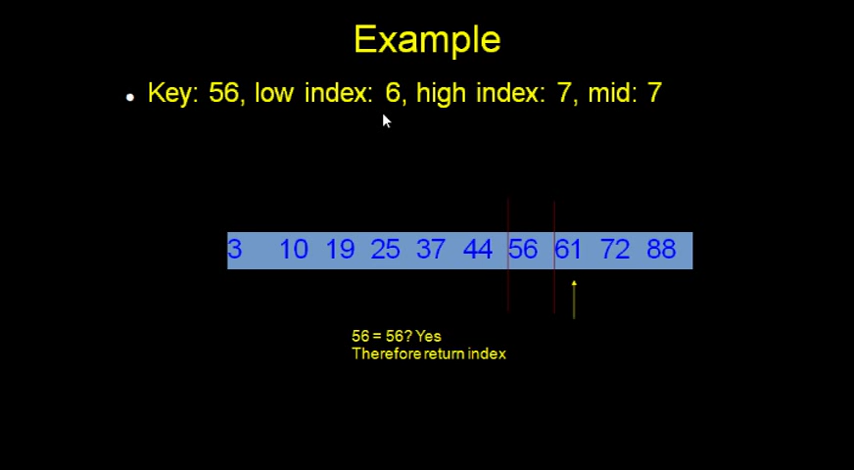 Example
Key: 56, low index: 6, high index: 7, mid: 7
3 10 19 25 37 44 56 61 72 88
56 = 56? Yes
Therefore return index